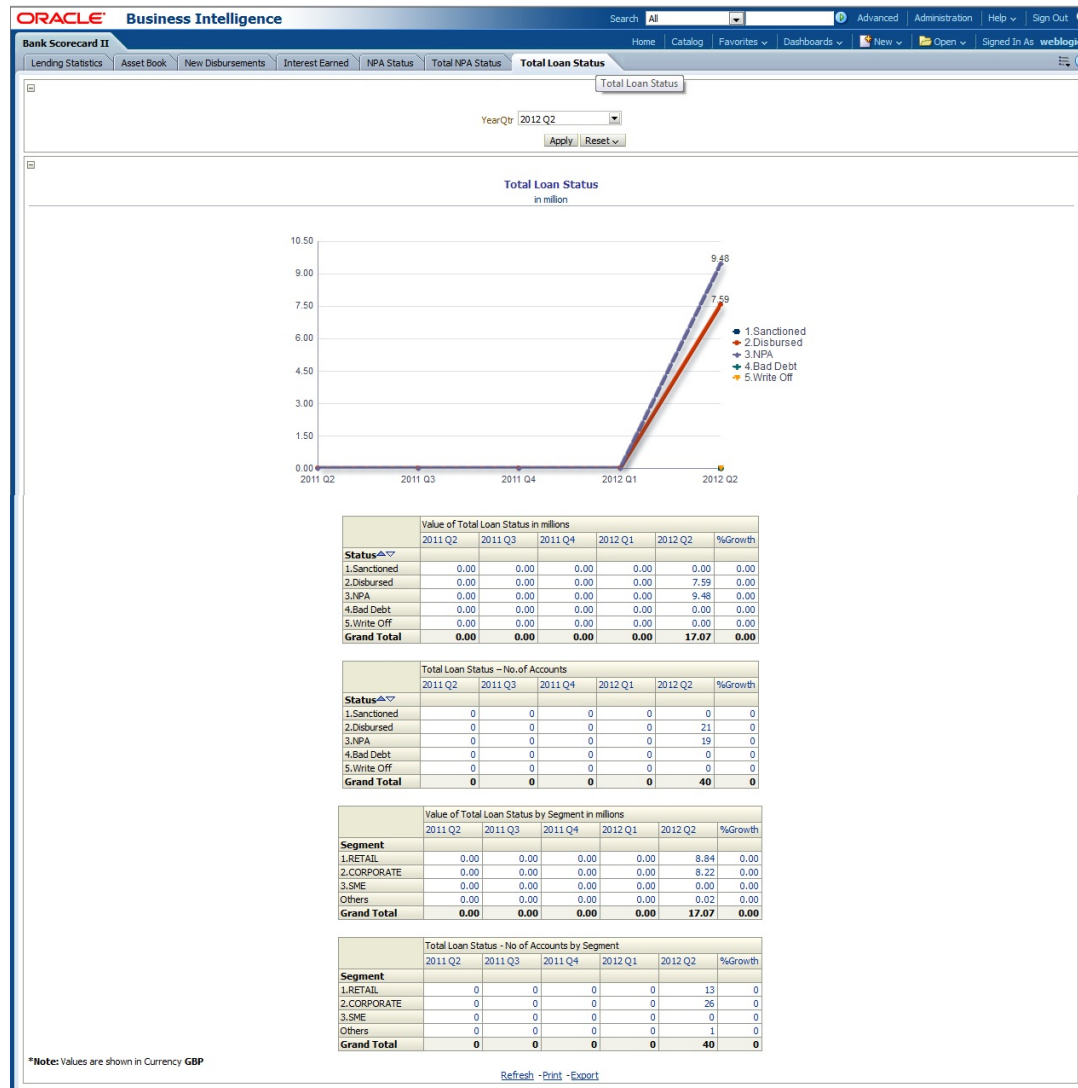 ORACLE Business Intelligence Search All Advanced Administration Help Sign Out
Bank Scorecard II Home Catalog Favorites Dashboards New Open Signed In As weblogi
Lending Statistics Asset Book New Disbursements Interest Earned NPA Status Total NPA Status Total Loan Status
Total Loan Status
YearQtr 2012 Q2
Apply Reset
Total Loan Status
in million
10.50
9.00
7.50
6.00
4.50
3.00
1.50
0.00
9.48
7.59
1.Sanctioned
2.Disbursed
3.NPA
4.Bad Debt
5.Write Off
2011 Q2 2011 Q3 2011 Q4 2012 Q1 2012 Q2
Value of Total Loan Status in millions
2011 Q2 2011 Q3 2011 Q4 2012 Q1 2012 Q2 %Growth
Status
1.Sanctioned 0.00 0.00 0.00 0.00 0.00 0.00
2.Disbursed 0.00 0.00 0.00 0.00 7.59 0.00
3.NPA 0.00 0.00 0.00 0.00 9.48 0.00
4.Bad Debt 0.00 0.00 0.00 0.00 0.00 0.00
5.Write Off 0.00 0.00 0.00 0.00 0.00 0.00
Grand Total 0.00 0.00 0.00 0.00 17.07 0.00
Total Loan Status – No.of Accounts
2011 Q2 2011 Q3 2011 Q4 2012 Q1 2012 Q2 %Growth
Status
1.Sanctioned 0 0 0 0 0 0
2.Disbursed 0 0 0 0 21 0
3.NPA 0 0 0 0 19 0
4.Bad Debt 0 0 0 0 0 0
5.Write Off 0 0 0 0 0 0
Grand Total 0 0 0 0 40 0
Value of Total Loan Status by Segment in millions
2011 Q2 2011 Q3 2011 Q4 2012 Q1 2012 Q2 %Growth
Segment
1.RETAIL 0.00 0.00 0.00 0.00 8.84 0.00
2.CORPORATE 0.00 0.00 0.00 0.00 8.22 0.00
3.SME 0.00 0.00 0.00 0.00 0.00 0.00
Others 0.00 0.00 0.00 0.00 0.02 0.00
Grand Total 0.00 0.00 0.00 0.00 17.07 0.00
Total Loan Status - No of Accounts by Segment
2011 Q2 2011 Q3 2011 Q4 2012 Q1 2012 Q2 %Growth
Segment
1.RETAIL 0 0 0 0 13 0
2.CORPORATE 0 0 0 0 26 0
3.SME 0 0 0 0 0 0
Others 0 0 0 0 1 0
Grand Total 0 0 0 0 40 0
*Note: Values are shown in Currency GBP
Refresh - Print - Export